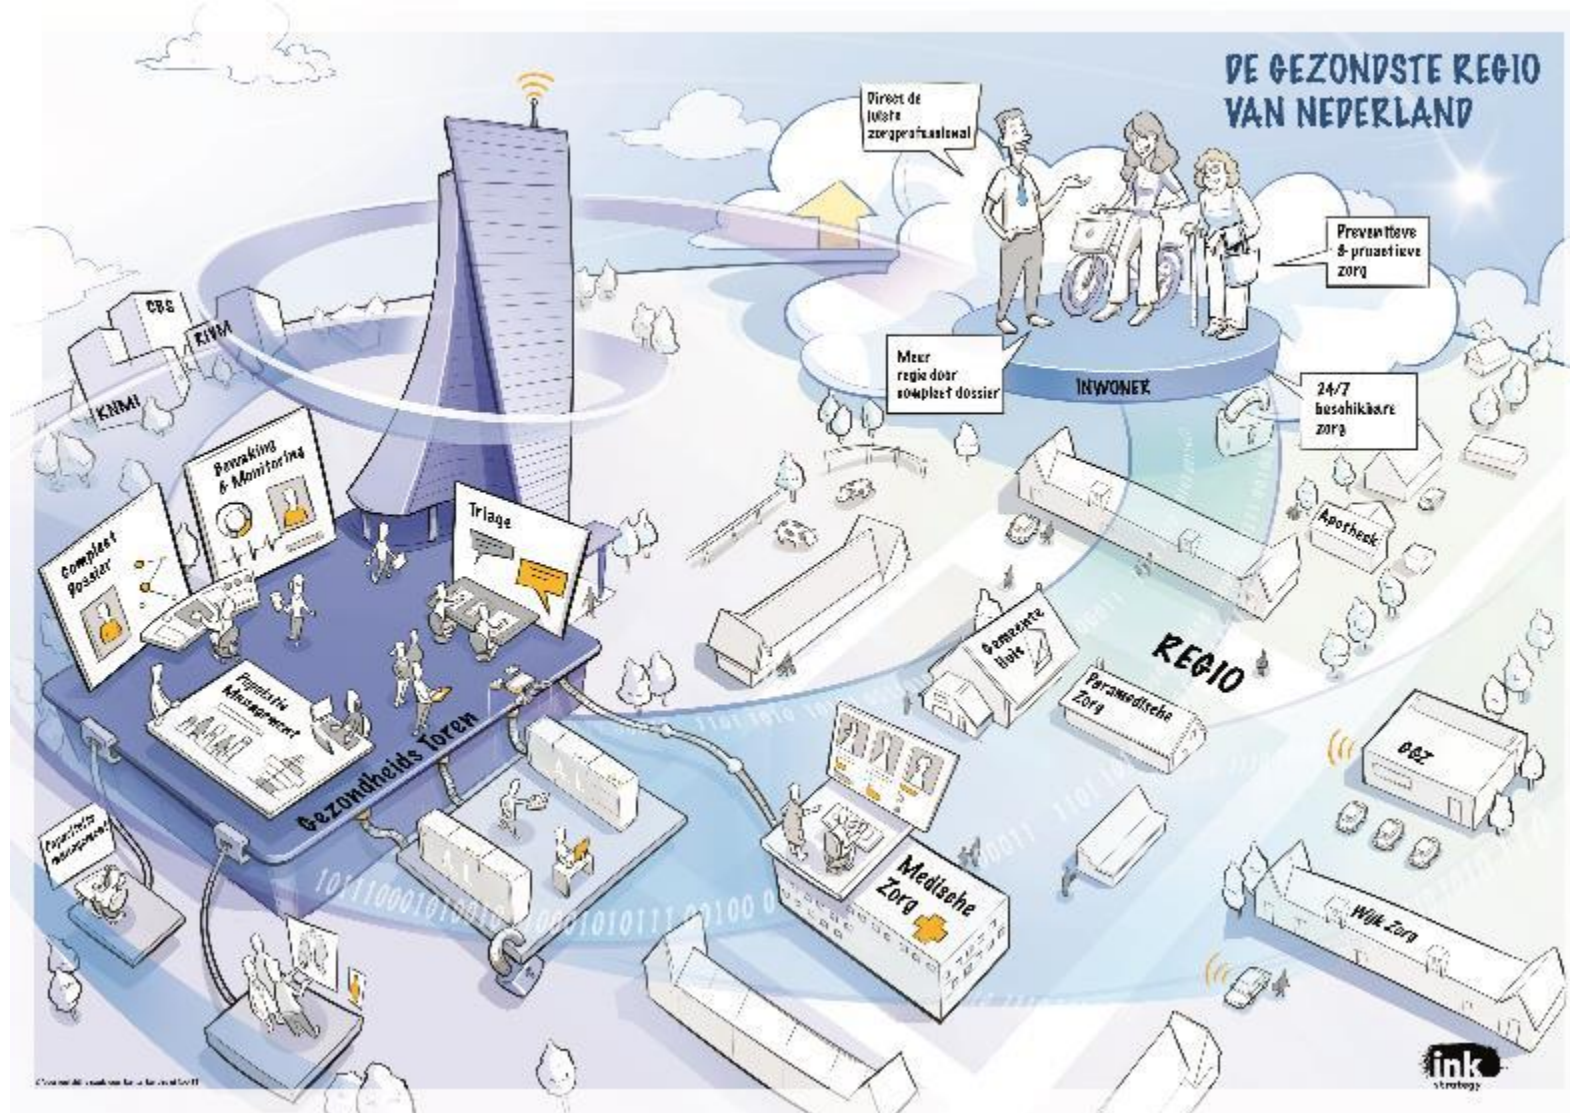 DE GEZONDSTE REGIO
VAN NEDERLAND
Direct de
juiste
zorgprofessional
Preventieve
& proactieve
zorg
Meer
regie door
compleet dossier
INWONER
24/7
beschikbare
zorg
CBS
RIVM
KNMI
Bewaking
& Monitoring
Compleet
Dossier
Triage
Populatie
Management
Gezondheids Toren
Capaciteits
management
A.I.
A.I.
Apotheek
Gemeente
Huis
REGIO
Paramedische
Zorg
GGZ
Medische
Zorg
Wijk Zorg
ink
strategy